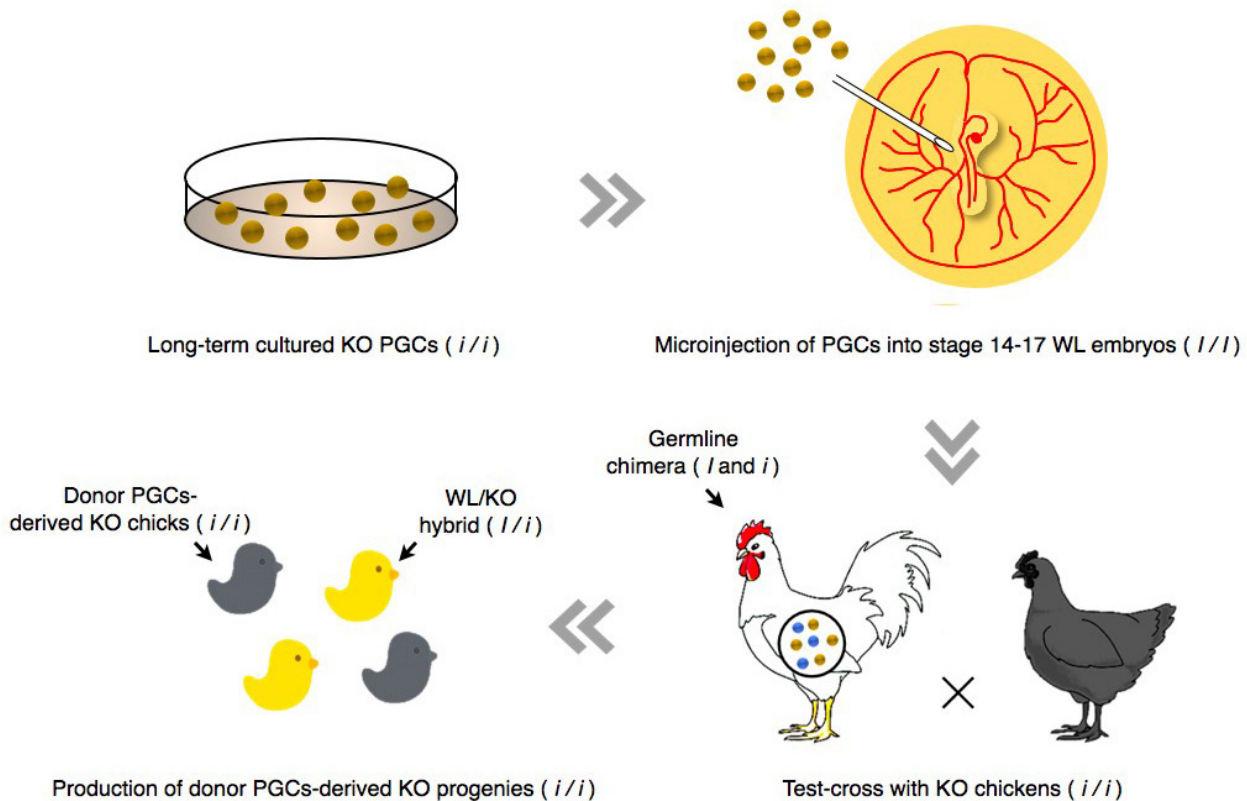 Long-term cultured KO PGCs ( i / i )
Microinjection of PGCs into stage 14-17 WL embryos ( I / I )
Germline
chimera ( I and i )
Donor PGCs-
derived KO chicks ( i / i )
WL/KO
hybrid ( I / i )
Production of donor PGCs-derived KO progenies ( i / i )
Test-cross with KO chickens ( i / i )